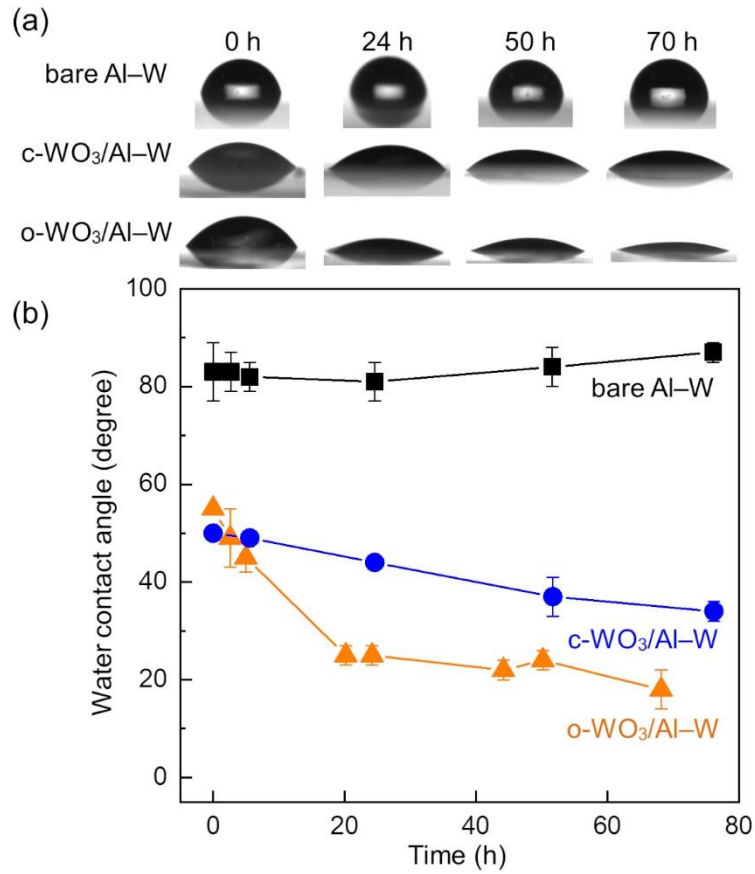 (a)
0 h 24 h 50 h 70 h
bare Al–W
c-WO₃/Al–W
o-WO₃/Al–W
(b)
100
80
60
40
20
0
Water contact angle (degree)
bare Al–W
c-WO₃/Al–W
o-WO₃/Al–W
0 20 40 60 80
Time (h)